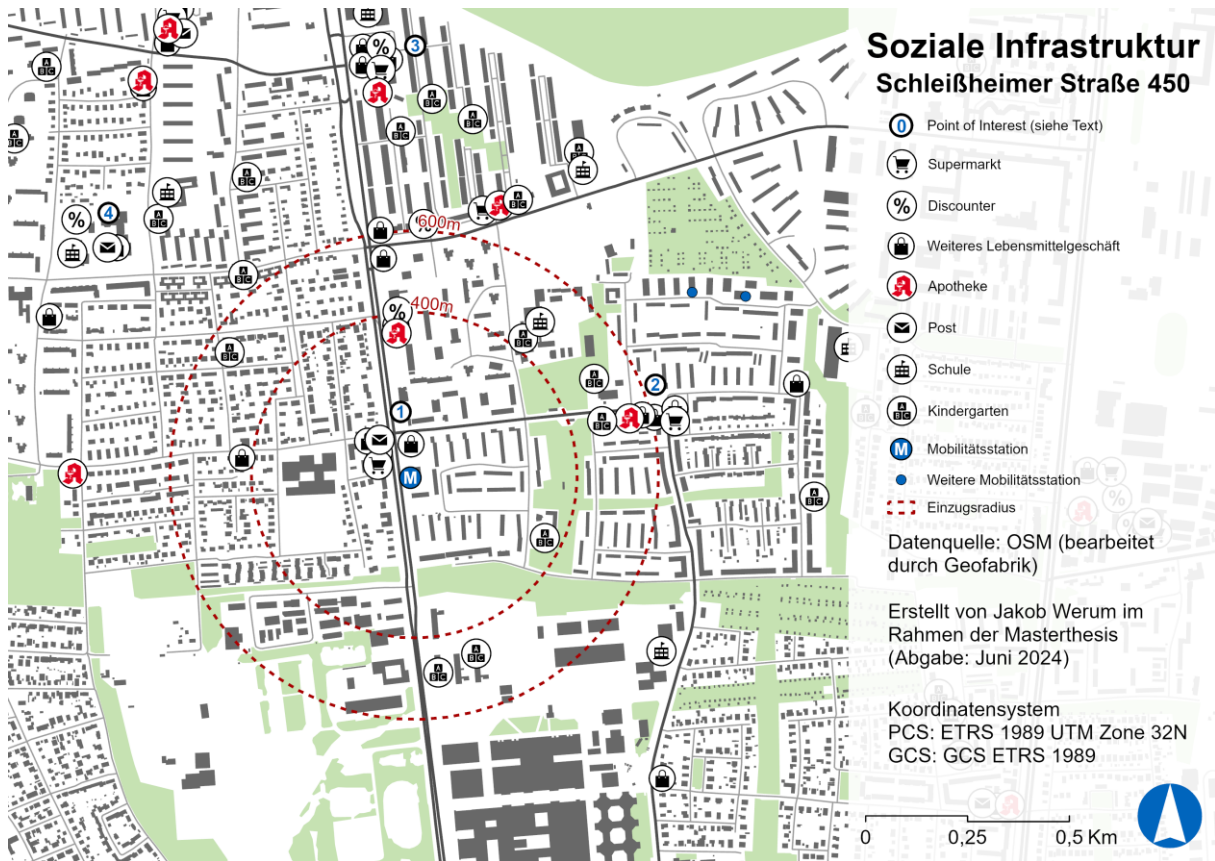 Soziale Infrastruktur
Schleißheimer Straße 450
0 Point of Interest (siehe Text)
Supermarkt
% Discounter
Weiteres Lebensmittelgeschäft
Apotheke
Post
Schule
ABC Kindergarten
M Mobilitätsstation
Weitere Mobilitätsstation
Einzugsradius
Datenquelle: OSM (bearbeitet
durch Geofabrik)
Erstellt von Jakob Werum im
Rahmen der Masterthesis
(Abgabe: Juni 2024)
Koordinatensystem
PCS: ETRS 1989 UTM Zone 32N
GCS: GCS ETRS 1989
0 0,25 0,5 Km
3
4
600m
400m
2
1
M